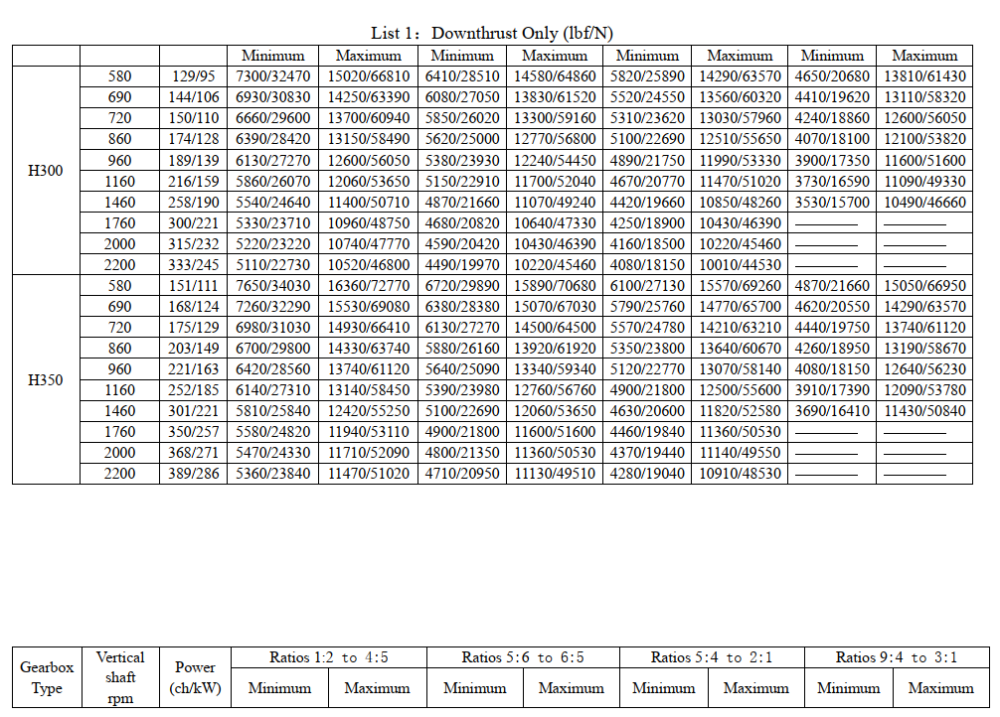 List 1：Downthrust Only (lbf/N)
Minimum Maximum Minimum Maximum Minimum Maximum Minimum Maximum
H300
580 129/95 7300/32470 15020/66810 6410/28510 14580/64860 5820/25890 14290/63570 4650/20680 13810/61430
690 144/106 6930/30830 14250/63390 6080/27050 13830/61520 5520/24550 13560/60320 4410/19620 13110/58320
720 150/110 6660/29600 13700/60940 5850/26020 13300/59160 5310/23620 13030/57960 4240/18860 12600/56050
860 174/128 6390/28420 13150/58490 5620/25000 12770/56800 5100/22690 12510/55650 4070/18100 12100/53820
960 189/139 6130/27270 12600/56050 5380/23930 12240/54450 4890/21750 11990/53330 3900/17350 11600/51600
1160 216/159 5860/26070 12060/53650 5150/22910 11700/52040 4670/20770 11470/51020 3730/16590 11090/49330
1460 258/190 5540/24640 11400/50710 4870/21660 11070/49240 4420/19660 10850/48260 3530/15700 10490/46660
1760 300/221 5330/23710 10960/48750 4680/20820 10640/47330 4250/18900 10430/46390 ——— ———
2000 315/232 5220/23220 10740/47770 4590/20420 10430/46390 4160/18500 10220/45460 ——— ———
2200 333/245 5110/22730 10520/46800 4490/19970 10220/45460 4080/18150 10010/44530 ——— ———
H350
580 151/111 7650/34030 16360/72770 6720/29890 15890/70680 6100/27130 15570/69260 4870/21660 15050/66950
690 168/124 7260/32290 15530/69080 6380/28380 15070/67030 5790/25760 14770/65700 4620/20550 14290/63570
720 175/129 6980/31030 14930/66410 6130/27270 14500/64500 5570/24780 14210/63210 4440/19750 13740/61120
860 203/149 6700/29800 14330/63740 5880/26160 13920/61920 5350/23800 13640/60670 4260/18950 13190/58670
960 221/163 6420/28560 13740/61120 5640/25090 13340/59340 5120/22770 13070/58140 4080/18150 12640/56230
1160 252/185 6140/27310 13140/58450 5390/23980 12760/56760 4900/21800 12500/55600 3910/17390 12090/53780
1460 301/221 5810/25840 12420/55250 5100/22690 12060/53650 4630/20600 11820/52580 3690/16410 11430/50840
1760 350/257 5580/24820 11940/53110 4900/21800 11600/51600 4460/19840 11360/50530 ——— ———
2000 368/271 5470/24330 11710/52090 4800/21350 11360/50530 4370/19440 11140/49550 ——— ———
2200 389/286 5360/23840 11470/51020 4710/20950 11130/49510 4280/19040 10910/48530 ——— ———
Gearbox
Type
Vertical
shaft
rpm
Power
(ch/kW)
Ratios 1:2 to 4:5 Ratios 5:6 to 6:5 Ratios 5:4 to 2:1 Ratios 9:4 to 3:1
Minimum Maximum Minimum Maximum Minimum Maximum Minimum Maximum